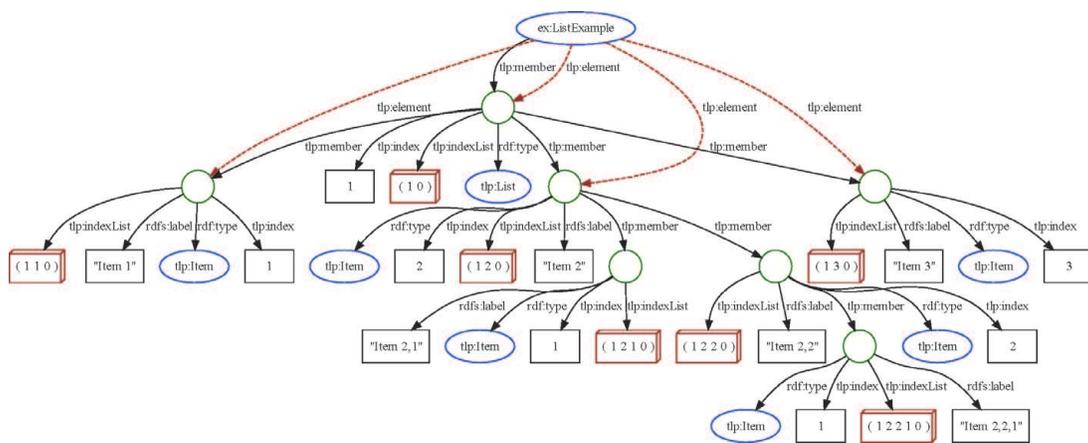 ex:ListExample
tlp:member tlp:element
tlp:element tlp:element tlp:element
tlp:member tlp:index tlp:indexList rdf:type tlp:member tlp:member
1 ( 1 0 ) tlp:List
tlp:indexList rdfs:label rdf:type tlp:index rdf:type tlp:index tlp:indexList rdfs:label tlp:member tlp:member tlp:indexList rdfs:label rdf:type tlp:index
( 1 1 0 ) "Item 1" tlp:Item 1 tlp:Item 2 ( 1 2 0 ) "Item 2" ( 1 3 0 ) "Item 3" tlp:Item 3
rdfs:label rdf:type tlp:index tlp:indexList tlp:indexList rdfs:label tlp:member rdf:type tlp:index
"Item 2,1" tlp:Item 1 ( 1 2 1 0 ) ( 1 2 2 0 ) "Item 2,2" tlp:Item 2
rdf:type tlp:index tlp:indexList rdfs:label
tlp:Item 1 ( 1 2 2 1 0 ) "Item 2,2,1"